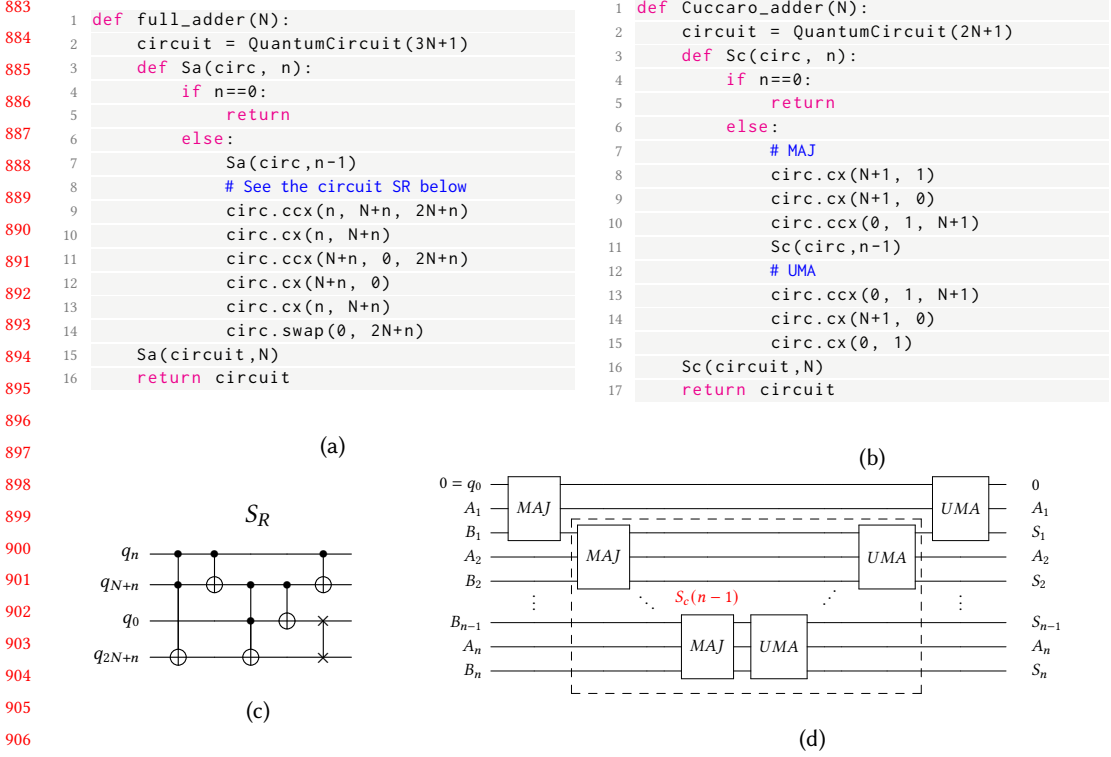 883
884
885
886
887
888
889
890
891
892
893
894
895
896
897
898
899
900
901
902
903
904
905
906
1 def full_adder(N):
2 circuit = QuantumCircuit(3N+1)
3 def Sa(circ, n):
4 if n==0:
5 return
6 else:
7 Sa(circ,n-1)
8 # See the circuit SR below
9 circ.ccx(n, N+n, 2N+n)
10 circ.cx(n, N+n)
11 circ.ccx(N+n, 0, 2N+n)
12 circ.cx(N+n, 0)
13 circ.cx(n, N+n)
14 circ.swap(0, 2N+n)
15 Sa(circuit,N)
16 return circuit
(a)
1 def Cuccaro_adder(N):
2 circuit = QuantumCircuit(2N+1)
3 def Sc(circ, n):
4 if n==0:
5 return
6 else:
7 # MAJ
8 circ.cx(N+1, 1)
9 circ.cx(N+1, 0)
10 circ.ccx(0, 1, N+1)
11 Sc(circ,n-1)
12 # UMA
13 circ.ccx(0, 1, N+1)
14 circ.cx(N+1, 0)
15 circ.cx(0, 1)
16 Sc(circuit,N)
17 return circuit
(b)
S_R
q_n
q_{N+n}
q_0
q_{2N+n}
(c)
0 = q_0 0
A_1 MAJ UMA A_1
B_1 S_1
A_2 MAJ UMA A_2
B_2 S_2
⋮ ⋱ S_c(n − 1) ⋰ ⋮
B_{n−1} S_{n−1}
A_n MAJ UMA A_n
B_n S_n
(d)